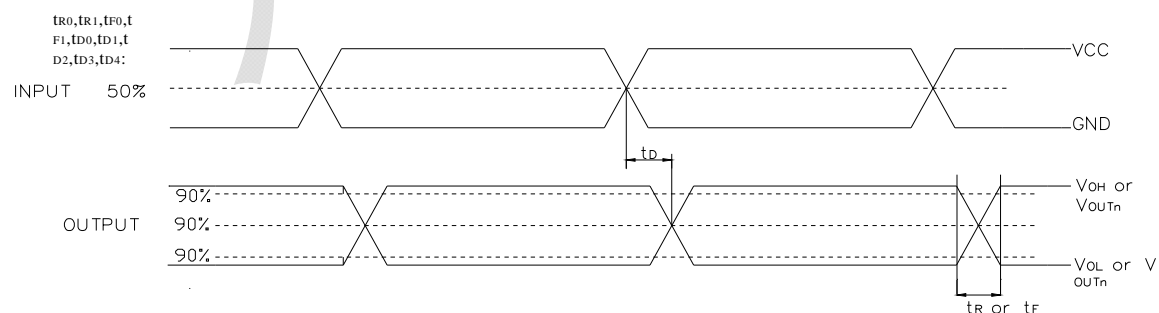 tR0,tR1,tF0,t
F1,tD0,tD1,t
D2,tD3,tD4:
VCC
INPUT 50%
GND
tD
90%
VOH or
VOUTn
OUTPUT 90%
90%
VOL or V
OUTn
tR or tF